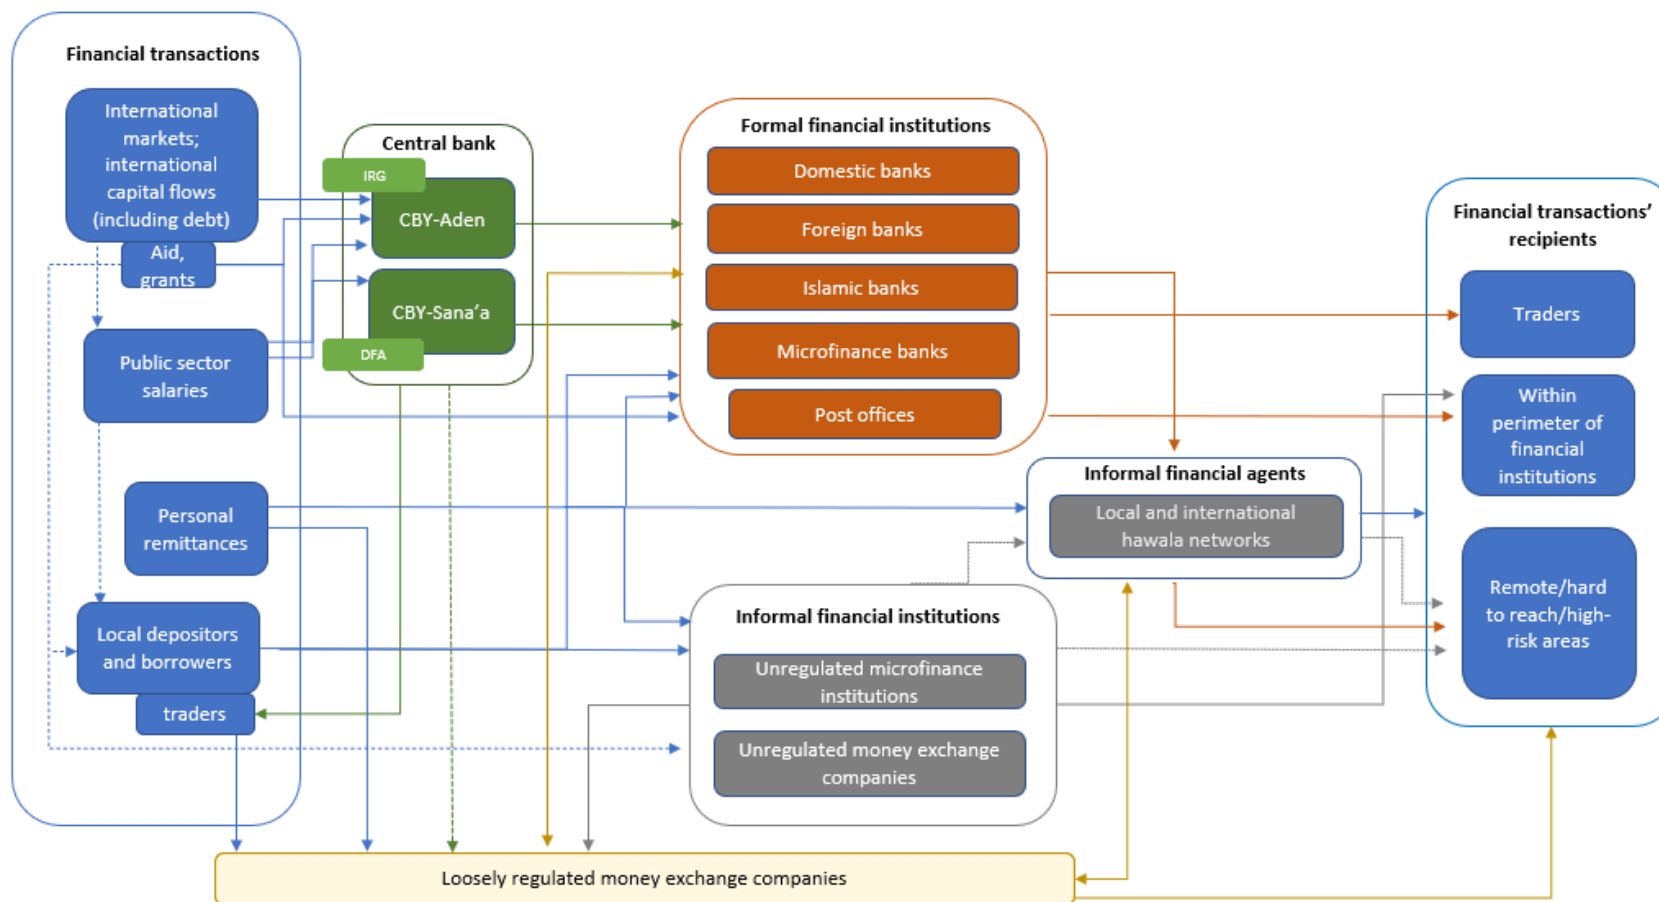 Financial transactions
International
markets;
international
capital flows
(including debt)
Aid,
grants
Public sector
salaries
Personal
remittances
Local depositors
and borrowers
traders
Central bank
IRG
CBY-Aden
CBY-Sana’a
DFA
Formal financial institutions
Domestic banks
Foreign banks
Islamic banks
Microfinance banks
Post offices
Informal financial agents
Local and international
hawala networks
Informal financial institutions
Unregulated microfinance
institutions
Unregulated money exchange
companies
Financial transactions’
recipients
Traders
Within
perimeter of
financial
institutions
Remote/hard
to reach/high-
risk areas
Loosely regulated money exchange companies